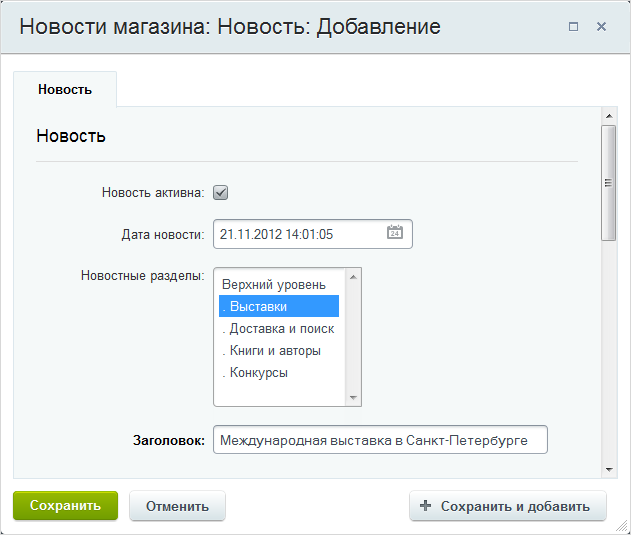 Новости магазина: Новость: Добавление
Новость
Новость
Новость активна:
Дата новости: 21.11.2012 14:01:05 24
Новостные разделы: Верхний уровень
. Выставки
. Доставка и поиск
. Книги и авторы
. Конкурсы
Заголовок: Международная выставка в Санкт-Петербурге
Сохранить Отменить + Сохранить и добавить